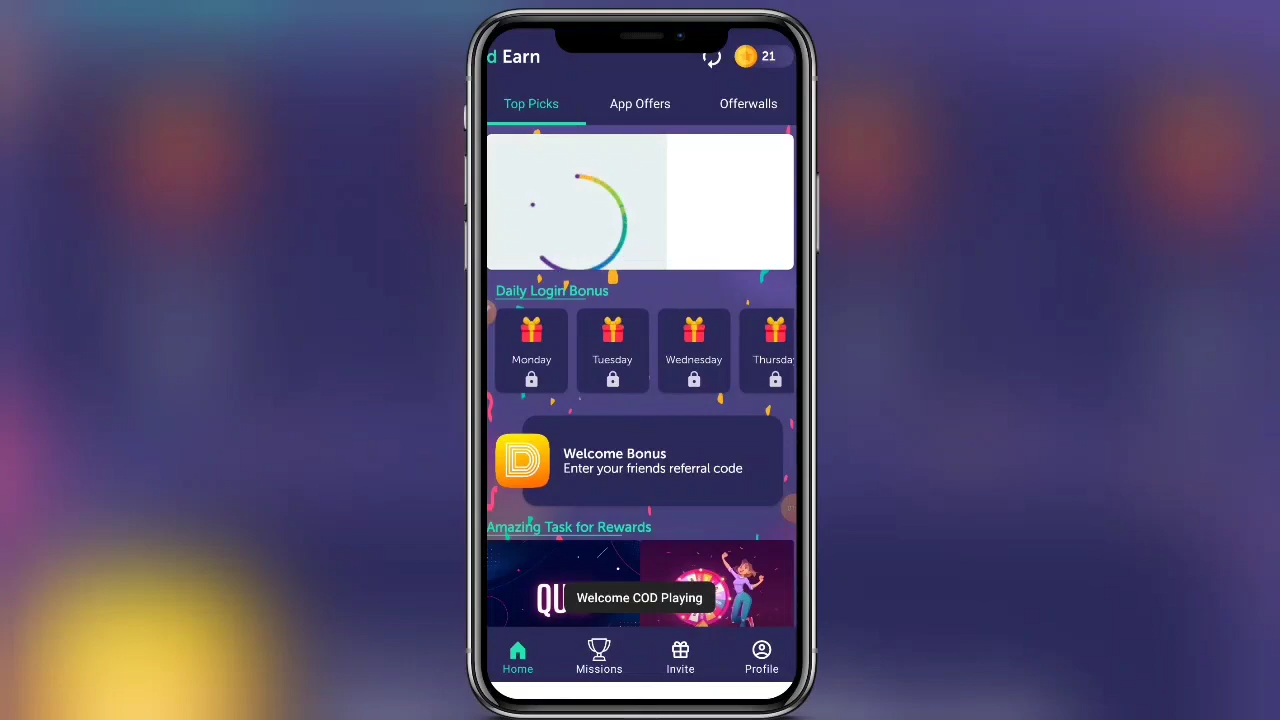 d Earn
21
Top Picks
App Offers
Offerwalls
Daily Login Bonus
Monday
Tuesday
Wednesday
Thursda
Welcome Bonus
Enter your friends referral code
Amazing Task for Rewards
QU
Welcome COD Playing
Home
Missions
Invite
Profile